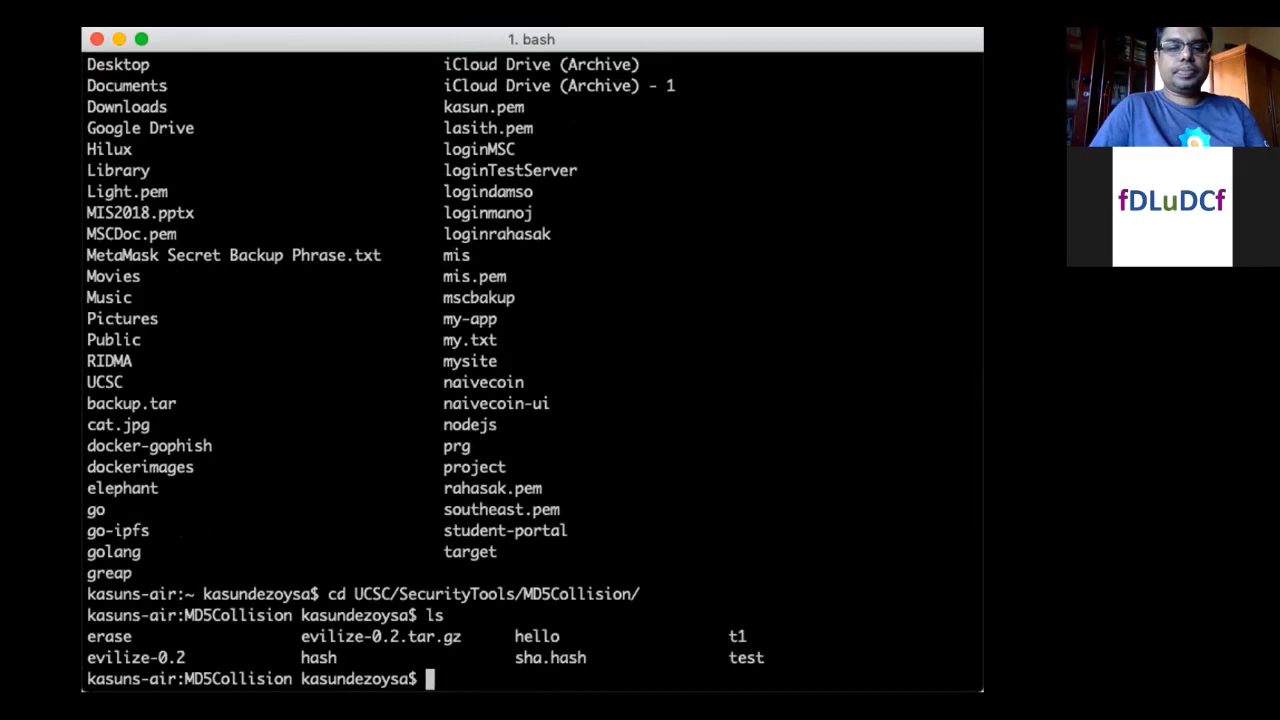 1. bash
Desktop iCloud Drive (Archive)
Documents iCloud Drive (Archive) - 1
Downloads kasun.pem
Google Drive lasith.pem
Hilux loginMSC
Library loginTestServer
Light.pem logindamso
MIS2018.pptx loginmanoj
MSCDoc.pem loginrahasak
MetaMask Secret Backup Phrase.txt mis
Movies mis.pem
Music mscbakup
Pictures my-app
Public my.txt
RIDMA mysite
UCSC naivecoin
backup.tar naivecoin-ui
cat.jpg nodejs
docker-gophish prg
dockerimages project
elephant rahasak.pem
go southeast.pem
go-ipfs student-portal
golang target
greap
kasuns-air:~ kasundezoysa$ cd UCSC/SecurityTools/MD5Collision/
kasuns-air:MD5Collision kasundezoysa$ ls
erase evilize-0.2.tar.gz hello t1
evilize-0.2 hash sha.hash test
kasuns-air:MD5Collision kasundezoysa$
fDLuDCf